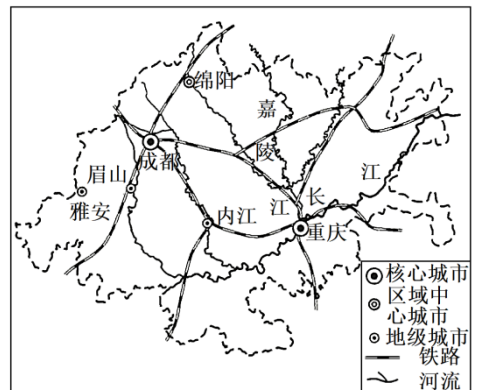 绵阳
嘉
陵
江
成都
眉山
雅安
内江
长
江
重庆
核心城市
区域中
心城市
地级城市
铁路
河流